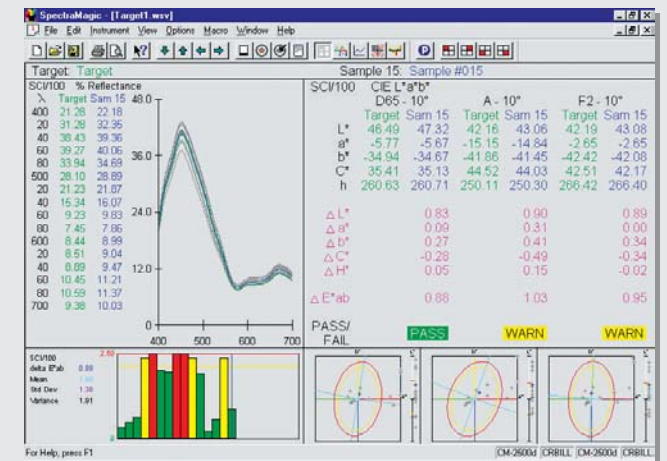 SpectraMagic - [Target1.wsv]
File Edit Instrument View Options Macro Window Help
Target: Target
Sample 15: Sample #015
SCI/100 % Reflectance
λ Target Sam 15
400 21.28 22.18
20 31.28 32.35
40 38.43 39.36
60 39.27 40.06
80 33.94 34.69
500 28.10 28.89
20 21.23 21.87
40 15.34 16.07
60 9.23 9.83
80 7.45 7.86
600 8.44 8.99
20 8.51 9.04
40 8.89 9.47
60 10.45 11.21
80 10.59 11.37
700 9.38 10.03
48.0
36.0
24.0
12.0
0
400 500 600 700
SCI/100 CIE L*a*b*
D65 - 10° A - 10° F2 - 10°
Target Sam 15 Target Sam 15 Target Sam 15
L* 46.49 47.32 42.16 43.06 42.19 43.08
a* -5.77 -5.67 -15.15 -14.84 -2.65 -2.65
b* -34.94 -34.67 -41.86 -41.45 -42.42 -42.08
C* 35.41 35.13 44.52 44.03 42.51 42.17
h 260.63 260.71 250.11 250.30 266.42 266.40
△ L* 0.83 0.90 0.89
△ a* 0.09 0.31 0.00
△ b* 0.27 0.41 0.34
△ C* -0.28 -0.49 -0.34
△ H* 0.05 0.15 -0.02
△ E*ab 0.88 1.03 0.95
PASS/
FAIL PASS WARN WARN
SCI/100
delta E*ab 0.88
Mean
Std Dev 1.38
Variance 1.91
2.50
0
b* b* b*
For Help, press F1
CM-2600d CRBILL CM-2600d CRBILL